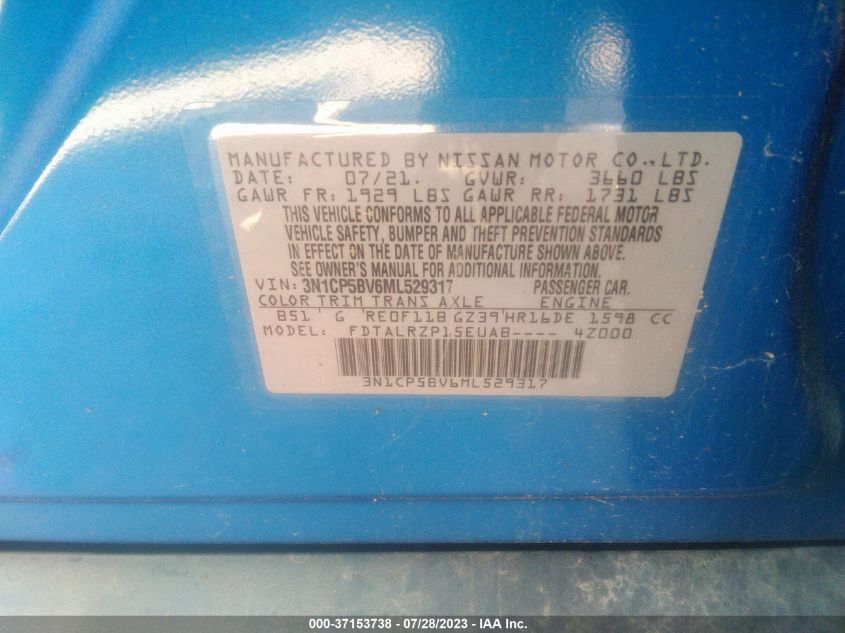 MANUFACTURED BY NISSAN MOTOR CO., LTD.
DATE: 07/21. GVWR: 3660 LBS
GAWR FR: 1929 LBS GAWR RR: 1731 LBS
THIS VEHICLE CONFORMS TO ALL APPLICABLE FEDERAL MOTOR
VEHICLE SAFETY, BUMPER AND THEFT PREVENTION STANDARDS
IN EFFECT ON THE DATE OF MANUFACTURE SHOWN ABOVE.
SEE OWNERS'S MANUAL FOR ADDITIONAL INFORMATION.
VIN: 3N1CP5BV6ML529317 PASSENGER CAR.
COLOR TRIM TRANS AXLE ENGINE
B51 G RE0F11B GZ39 HR16DE 1598 CC
MODEL: FDTALRZP15EUAB---- 4Z000
3N1CP5BV6ML529317
000-37153738 - 07/28/2023 - IAA Inc.